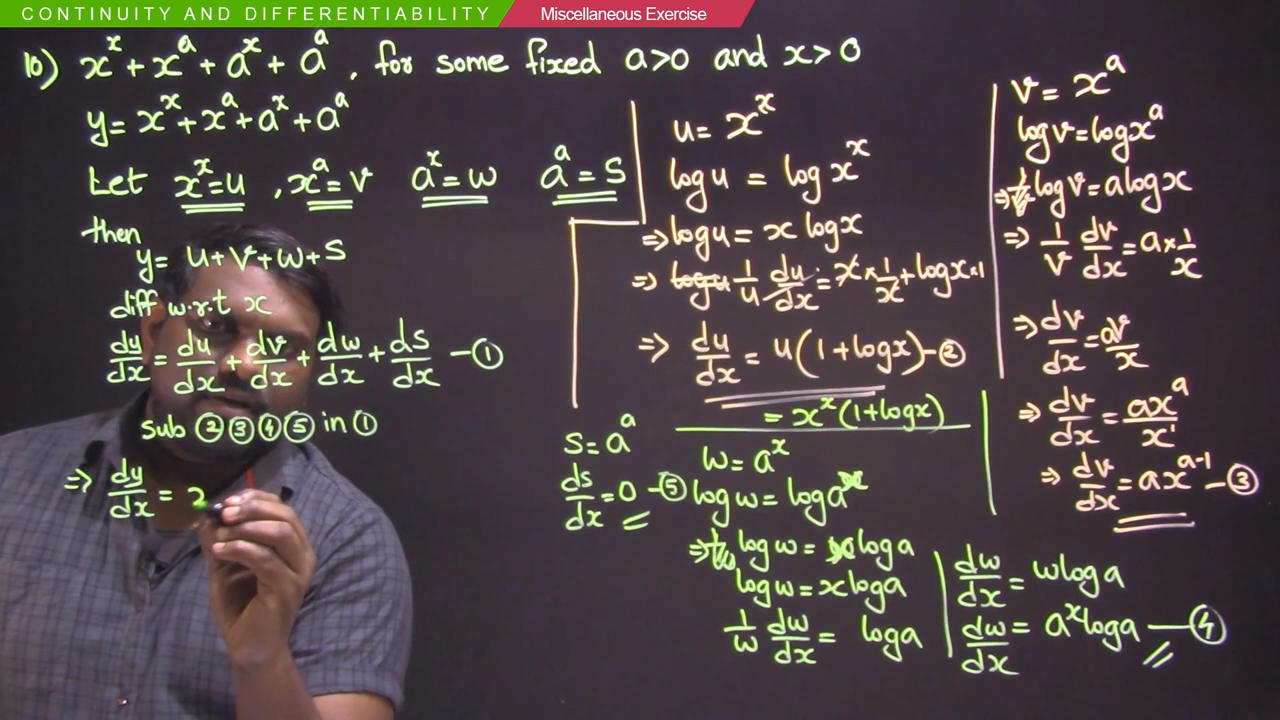 CONTINUITY AND DIFFERENTIABILITY
Miscellaneous Exercise
10) x^x + x^a + a^x + a^a, for some fixed a>0 and x>0
y = x^x + x^a + a^x + a^a
Let x^x = u, x^a = v a^x = w a^a = s
then
y = u+v+w+s
diff w.r.t x
dy/dx = du/dx + dv/dx + dw/dx + ds/dx — ①
Sub ② ③ ④ ⑤ in ①
⇒ dy/dx =
u = x^x
log u = log x^x
⇒ log u = x log x
⇒ 1/u du/dx = x × 1/x + log x × 1
⇒ du/dx = u(1+log x) — ②
= x^x (1+log x)
s = a^a
ds/dx = 0 — ⑤
w = a^x
log w = log a^x
⇒ log w = x log a
log w = x log a
1/w dw/dx = log a
dw/dx = w log a
dw/dx = a^x log a — ④
v = x^a
log v = log x^a
⇒ log v = a log x
⇒ 1/v dv/dx = a × 1/x
⇒ dv/dx = av/x
⇒ dv/dx = ax^a/x^1
⇒ dv/dx = ax^(a-1) — ③